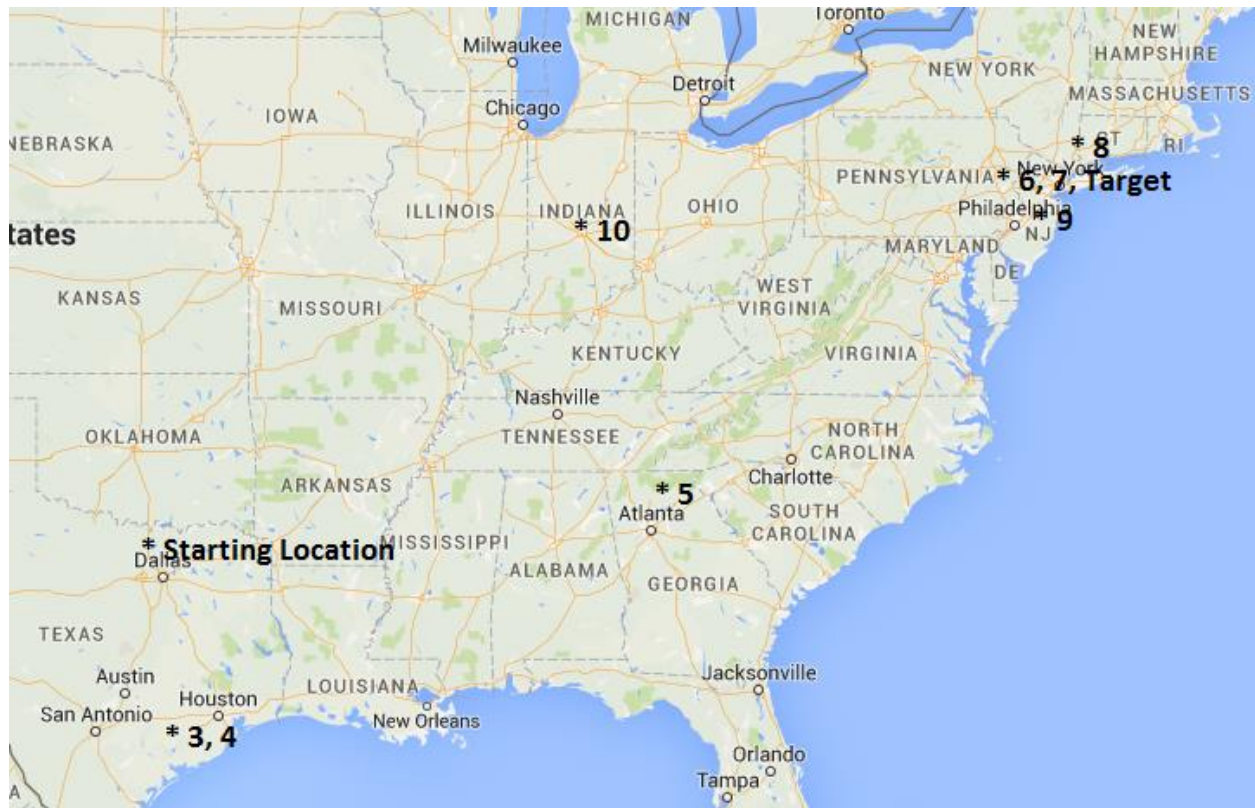 MICHIGAN
Toronto
Milwaukee
NEW
HAMPSHIRE
NEW YORK
Detroit
MASSACHUSETTS
Chicago
IOWA
NEBRASKA
* 8
CT
RI
New York
PENNSYLVANIA
* 6, 7, Target
ILLINOIS
INDIANA
OHIO
Philadelphia
* 9
NJ
tates
* 10
MARYLAND
DE
KANSAS
MISSOURI
WEST
VIRGINIA
KENTUCKY
VIRGINIA
Nashville
OKLAHOMA
TENNESSEE
NORTH
CAROLINA
Charlotte
ARKANSAS
* 5
Atlanta
SOUTH
CAROLINA
* Starting Location
MISSISSIPPI
Dallas
ALABAMA
GEORGIA
TEXAS
Austin
Jacksonville
LOUISIANA
Houston
San Antonio
New Orleans
* 3, 4
Orlando
Tampa
A